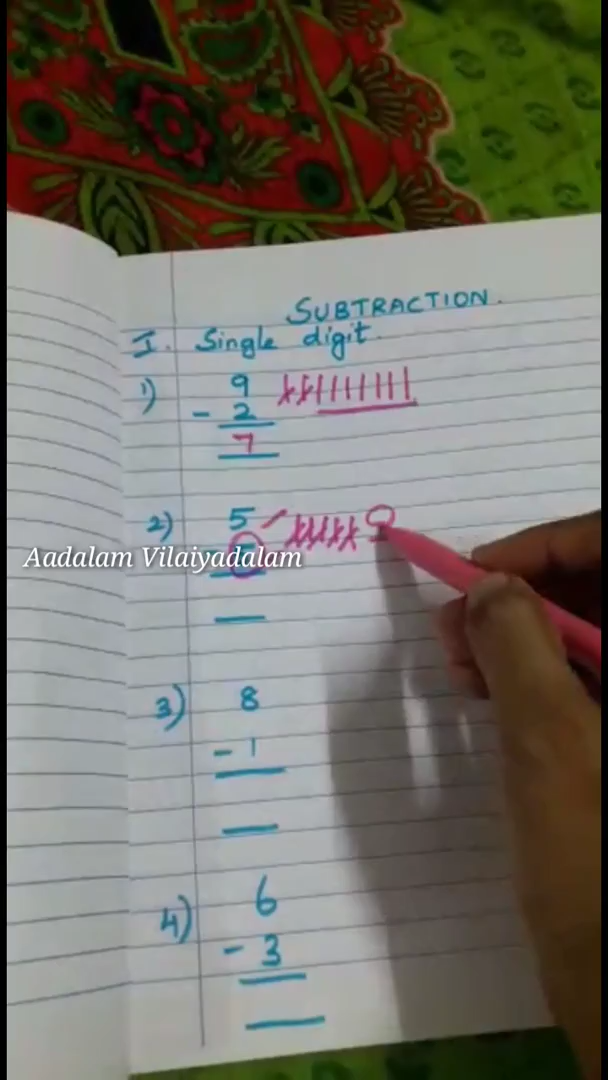 SUBTRACTION.
I. Single digit.
1) 9
- 2
7
2) 5
Aadalam Vilaiyadalam
3) 8
- 1
4) 6
- 3